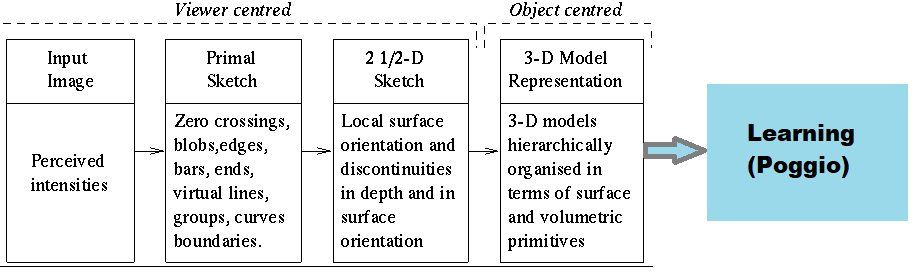 Viewer centred
Object centred
Input
Image
Primal
Sketch
2 1/2-D
Sketch
3-D Model
Representation
Perceived
intensities
Zero crossings,
blobs,edges,
bars, ends,
virtual lines,
groups, curves
boundaries.
Local surface
orientation and
discontinuities
in depth and in
surface
orientation
3-D models
hierarchically
organised in
terms of surface
and volumetric
primitives
Learning
(Poggio)